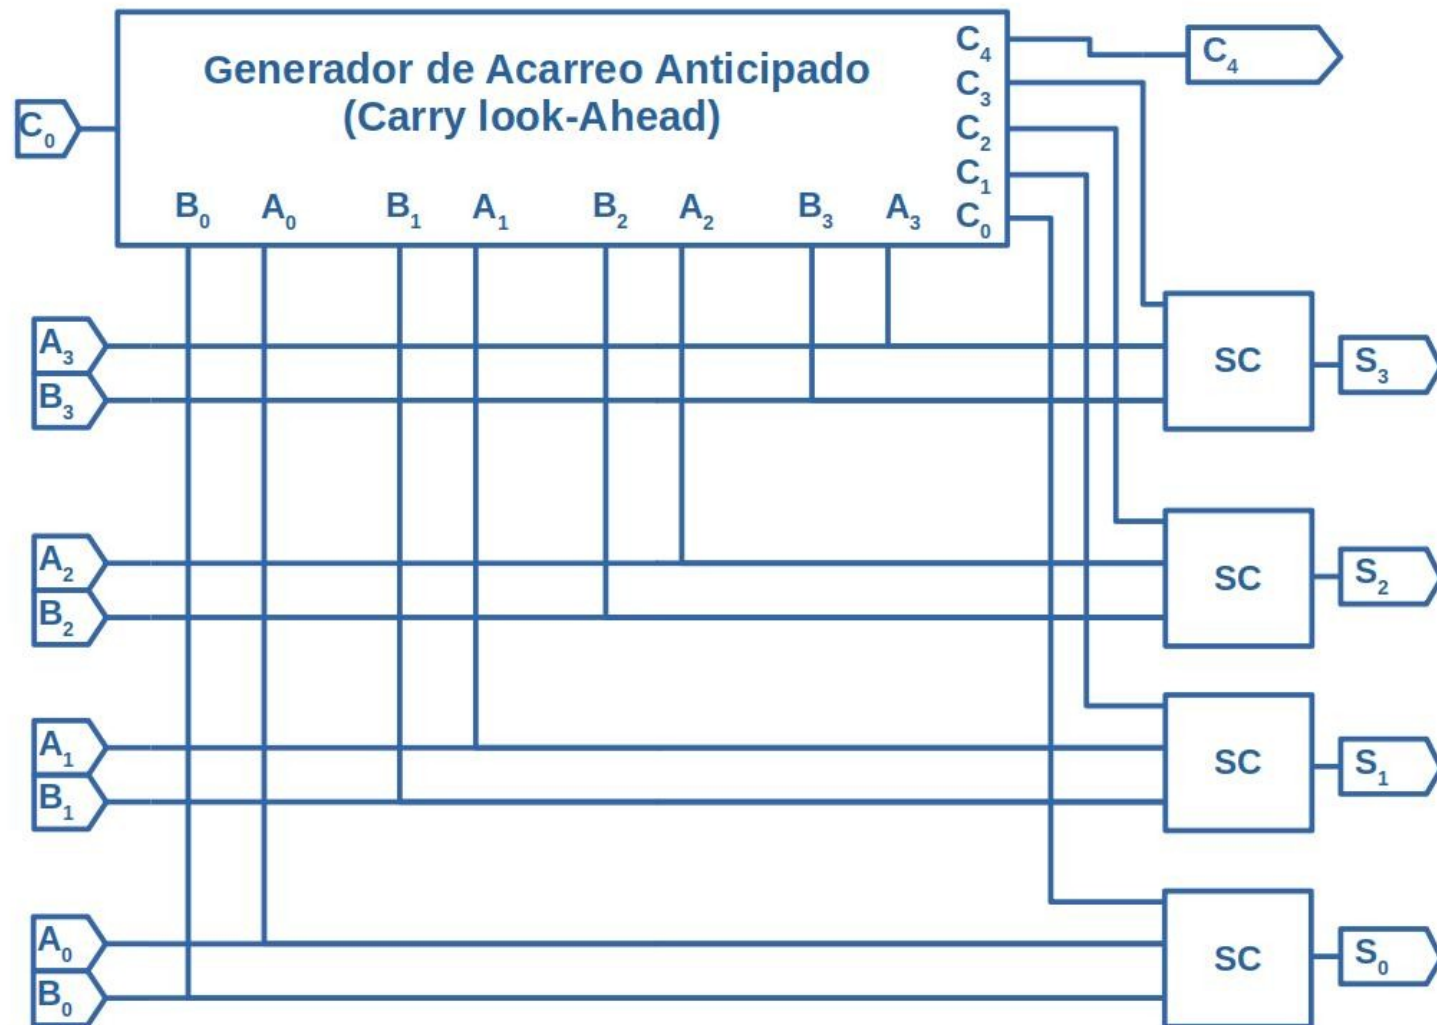 Generador de Acarreo Anticipado
(Carry look-Ahead)
C₀
B₀ A₀ B₁ A₁ B₂ A₂ B₃ A₃
C₄
C₃
C₂
C₁
C₀
C₄
A₃
B₃
SC
S₃
A₂
B₂
SC
S₂
A₁
B₁
SC
S₁
A₀
B₀
SC
S₀